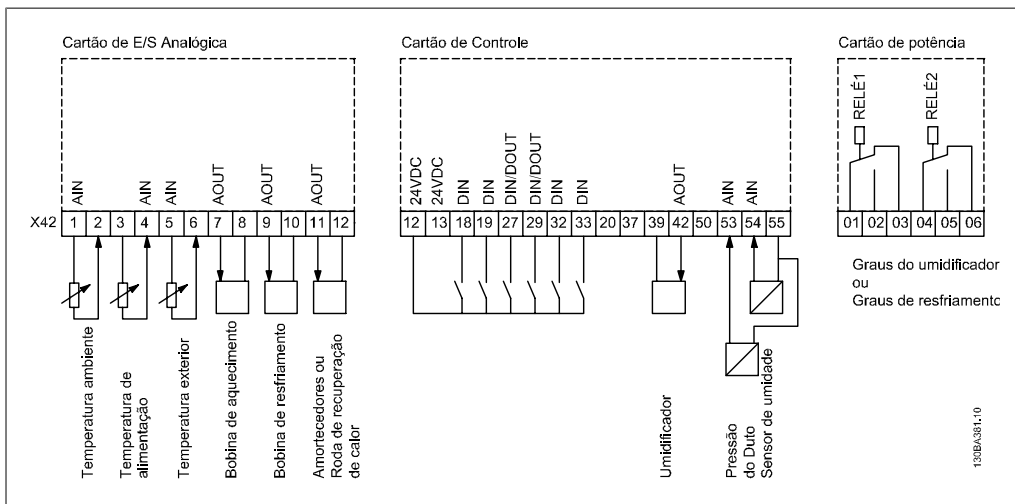 Cartão de E/S Analógica
Cartão de Controle
Cartão de potência
AIN
AIN
AIN
AOUT
AOUT
AOUT
24VDC
24VDC
DIN
DIN
DIN/DOUT
DIN/DOUT
DIN
DIN
AOUT
AIN
AIN
RELÉ1
RELÉ2
X42
1 2 3 4 5 6 7 8 9 10 11 12
12 13 18 19 27 29 32 33 20 37 39 42 50 53 54 55
01 02 03 04 05 06
Graus do umidificador
ou
Graus de resfriamento
Temperatura ambiente
Temperatura de
alimentação
Temperatura exterior
Bobina de aquecimento
Bobina de resfriamento
Amortecedores ou
Roda de recuperação
de calor
Umidificador
Pressão
do Duto
Sensor de umidade
130BA381.10